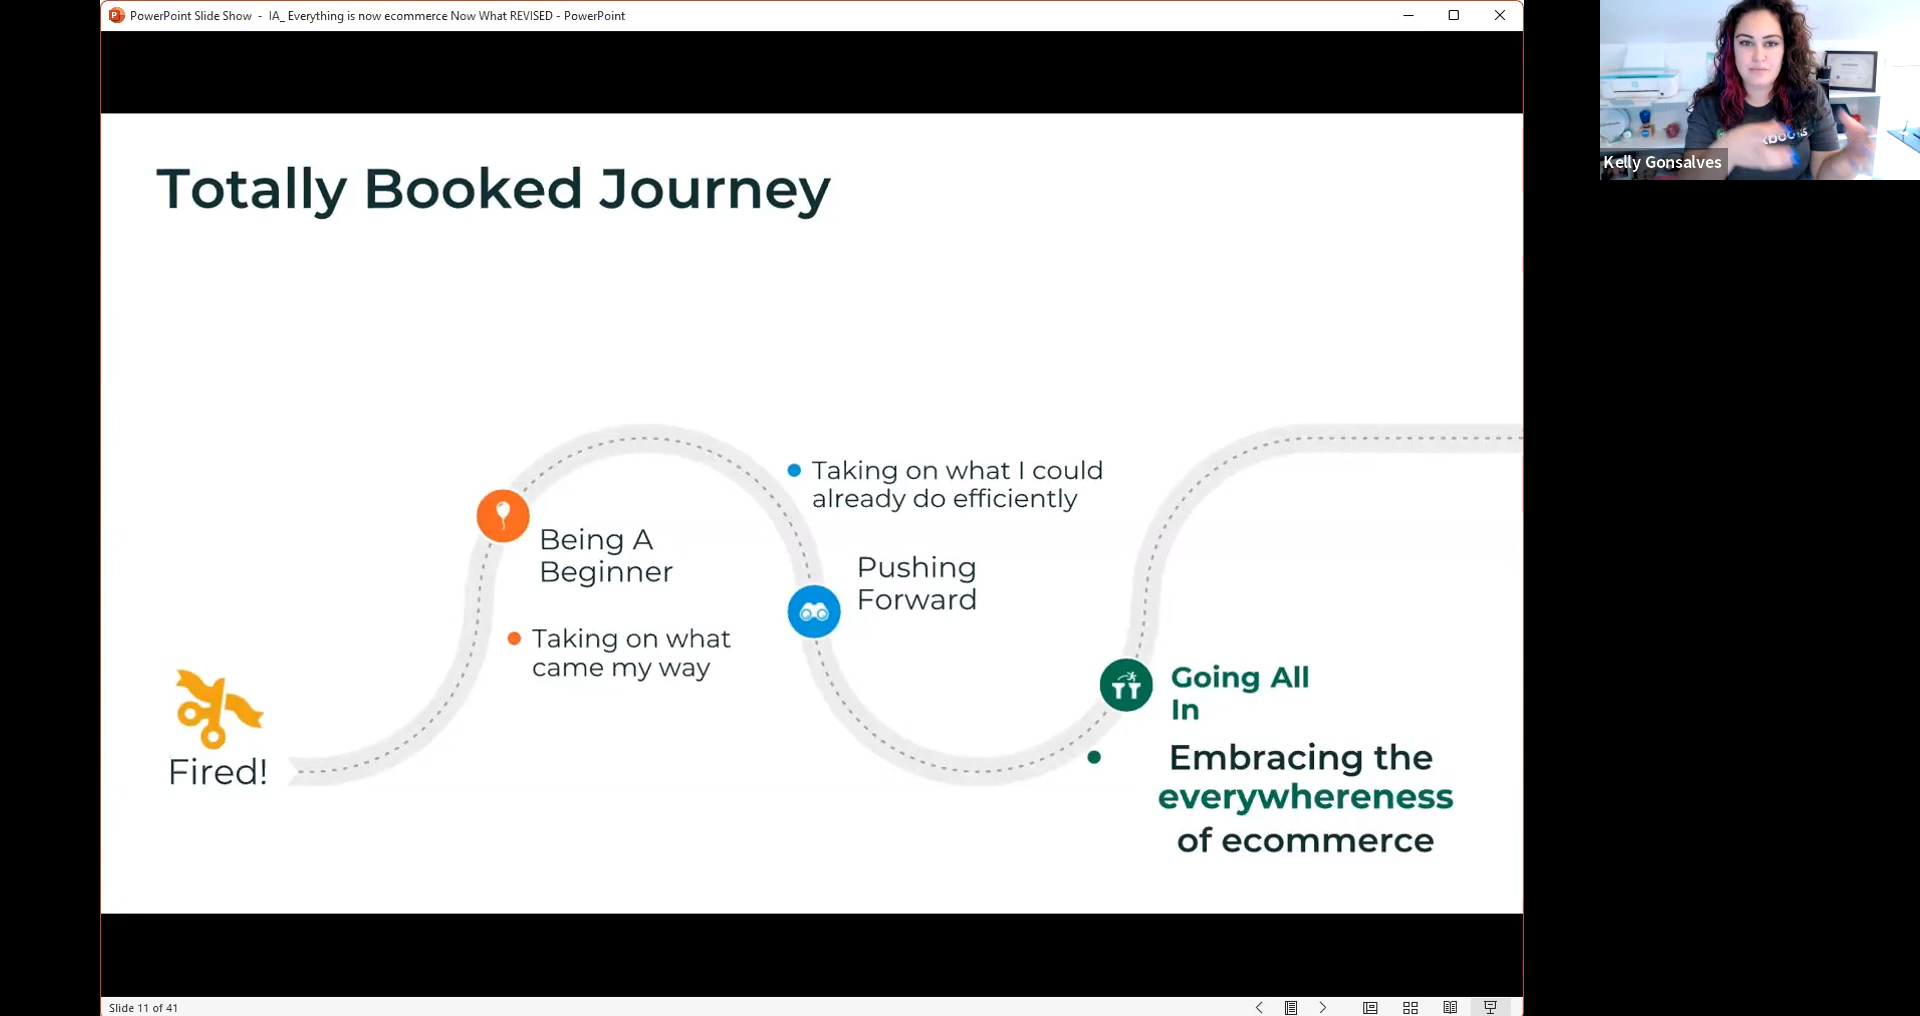 PowerPoint Slide Show - IA_ Everything is now ecommerce Now What REVISED - PowerPoint
Kelly Gonsalves
Totally Booked Journey
Taking on what I could
already do efficiently
Being A
Beginner
Pushing
Forward
Taking on what
came my way
Going All
In
Fired!
Embracing the
everywhereness
of ecommerce
Slide 11 of 41